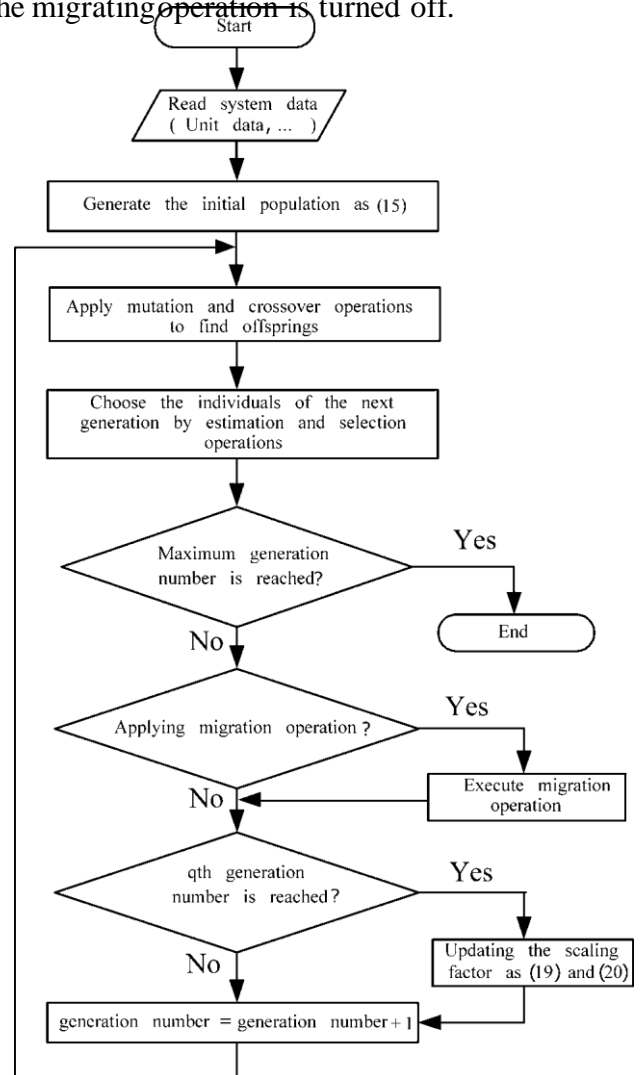 he migratingoperation is turned off.
Start
Read system data
( Unit data, ... )
Generate the initial population as (15)
Apply mutation and crossover operations
to find offsprings
Choose the individuals of the next
generation by estimation and selection
operations
Maximum generation
number is reached?
Yes
End
No
Applying migration operation ?
Yes
Execute migration
operation
No
qth generation
number is reached?
Yes
Updating the scaling
factor as (19) and (20)
No
generation number = generation number + 1